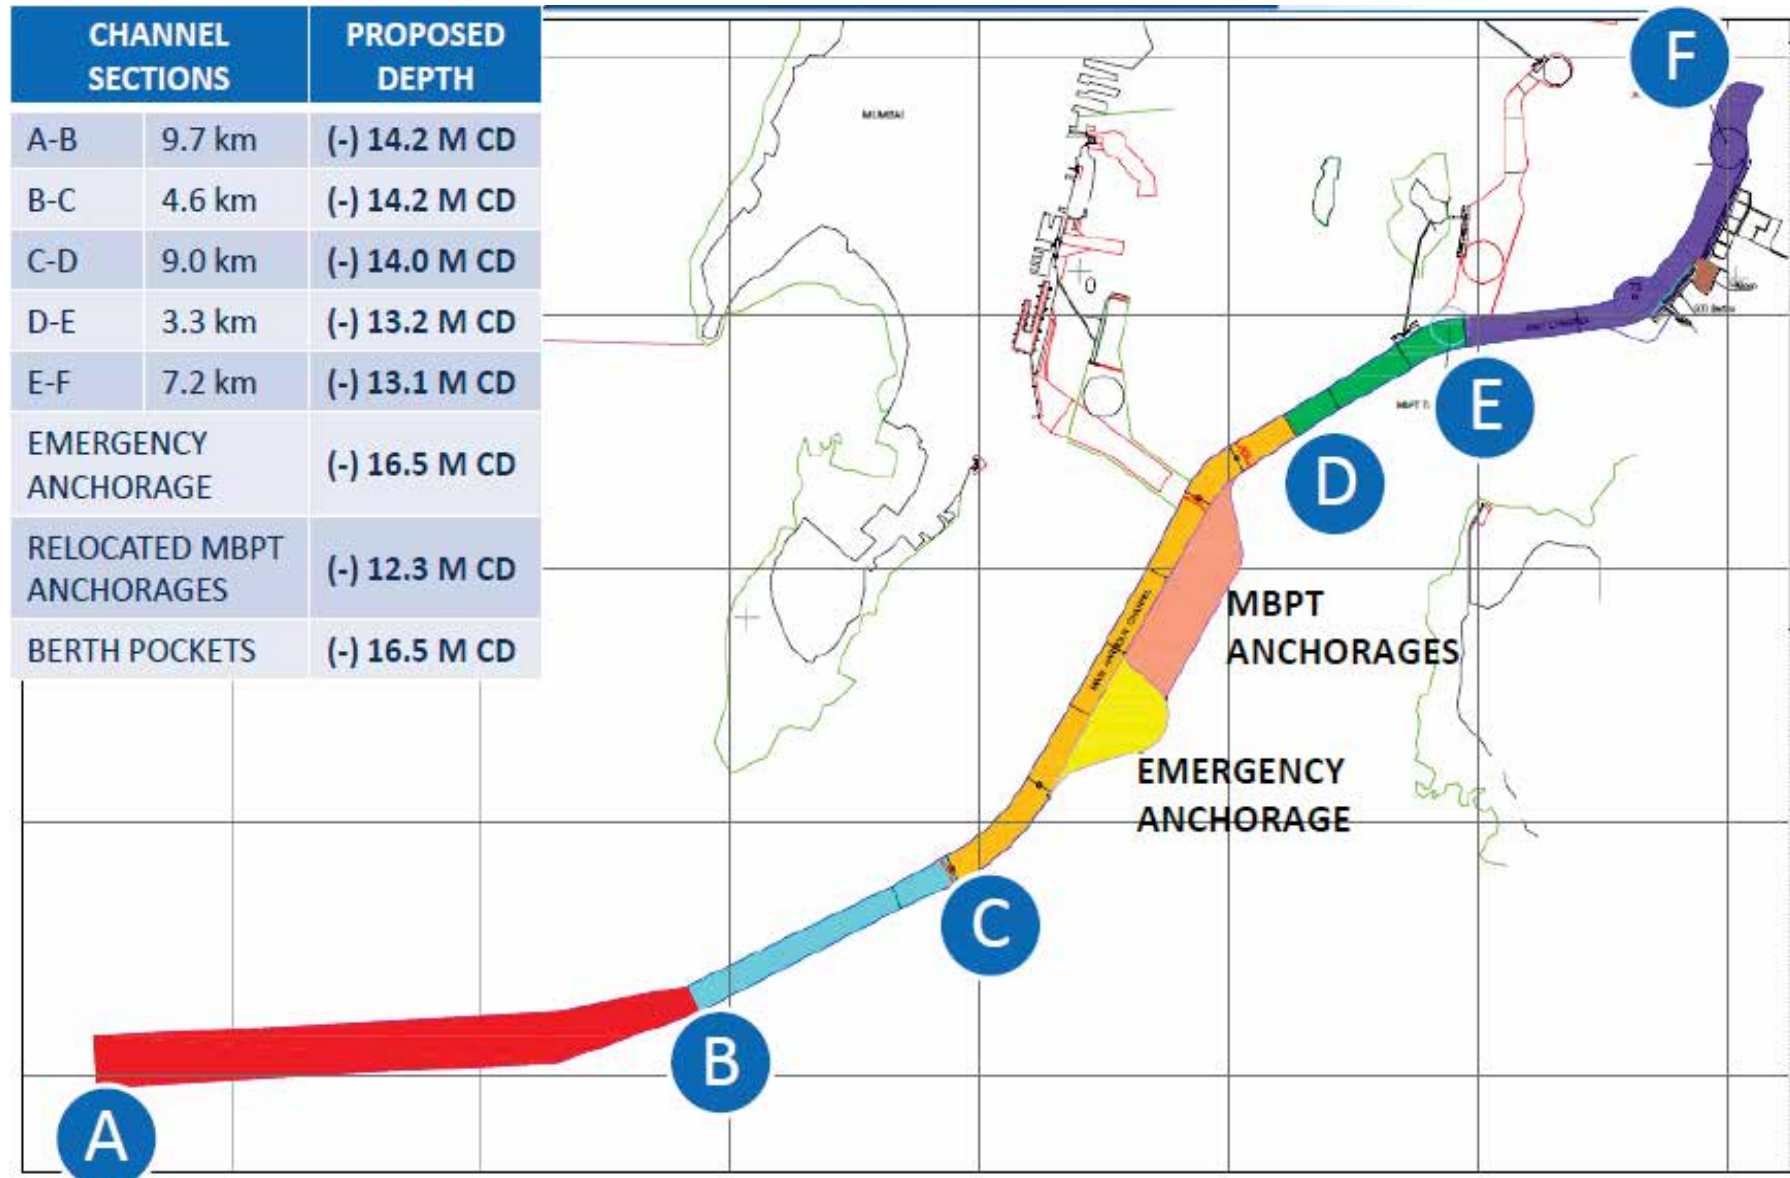 CHANNEL SECTIONS PROPOSED DEPTH
A-B 9.7 km (-) 14.2 M CD
B-C 4.6 km (-) 14.2 M CD
C-D 9.0 km (-) 14.0 M CD
D-E 3.3 km (-) 13.2 M CD
E-F 7.2 km (-) 13.1 M CD
EMERGENCY ANCHORAGE (-) 16.5 M CD
RELOCATED MBPT ANCHORAGES (-) 12.3 M CD
BERTH POCKETS (-) 16.5 M CD
MUMBAI
F
E
D
MBPT
ANCHORAGES
EMERGENCY
ANCHORAGE
C
B
A